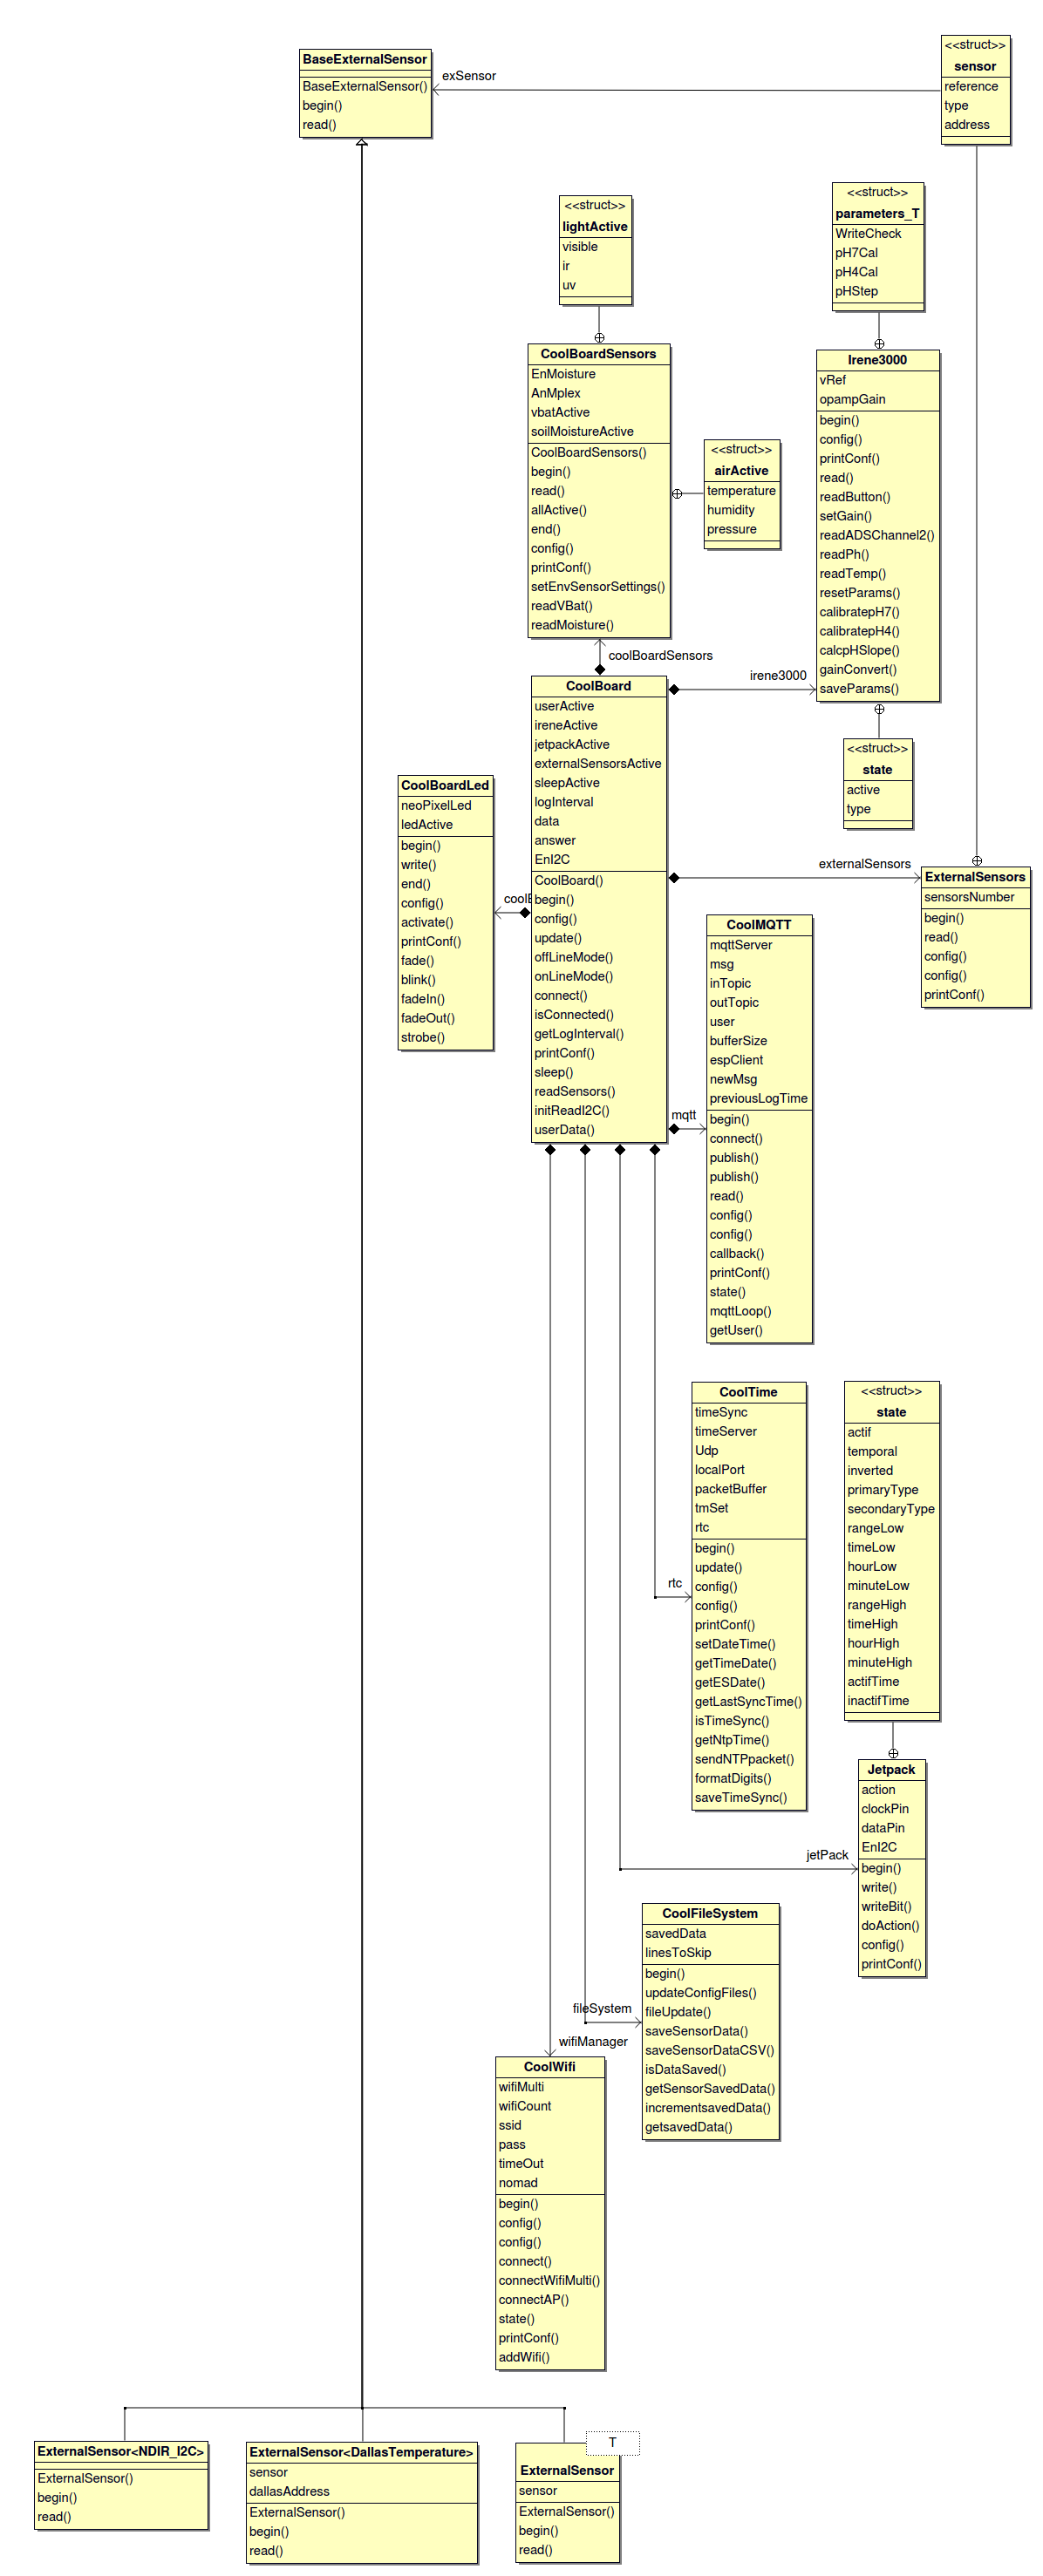 BaseExternalSensor
BaseExternalSensor()
begin()
read()
exSensor
<<struct>>
sensor
reference
type
address
<<struct>>
lightActive
visible
ir
uv
<<struct>>
parameters_T
WriteCheck
pH7Cal
pH4Cal
pHStep
CoolBoardSensors
EnMoisture
AnMplex
vbatActive
soilMoistureActive
CoolBoardSensors()
begin()
read()
allActive()
end()
config()
printConf()
setEnvSensorSettings()
readVBat()
readMoisture()
<<struct>>
airActive
temperature
humidity
pressure
Irene3000
vRef
opampGain
begin()
config()
printConf()
read()
readButton()
setGain()
readADSChannel2()
readPh()
readTemp()
resetParams()
calibratepH7()
calibratepH4()
calcpHSlope()
gainConvert()
saveParams()
coolBoardSensors
irene3000
CoolBoard
userActive
ireneActive
jetpackActive
externalSensorsActive
sleepActive
logInterval
data
answer
EnI2C
CoolBoard()
begin()
config()
update()
offLineMode()
onLineMode()
connect()
isConnected()
getLogInterval()
printConf()
sleep()
readSensors()
initReadI2C()
userData()
<<struct>>
state
active
type
CoolBoardLed
neoPixelLed
ledActive
begin()
write()
end()
config()
activate()
printConf()
fade()
blink()
fadeIn()
fadeOut()
strobe()
externalSensors
ExternalSensors
sensorsNumber
begin()
read()
config()
config()
printConf()
mqtt
CoolMQTT
mqttServer
msg
inTopic
outTopic
user
bufferSize
espClient
newMsg
previousLogTime
begin()
connect()
publish()
publish()
read()
config()
config()
callback()
printConf()
state()
mqttLoop()
getUser()
rtc
CoolTime
timeSync
timeServer
Udp
localPort
packetBuffer
tmSet
rtc
begin()
update()
config()
config()
printConf()
setDateTime()
getTimeDate()
getESDate()
getLastSyncTime()
isTimeSync()
getNtpTime()
sendNTPpacket()
formatDigits()
saveTimeSync()
<<struct>>
state
actif
temporal
inverted
primaryType
secondaryType
rangeLow
timeLow
hourLow
minuteLow
rangeHigh
timeHigh
hourHigh
minuteHigh
actifTime
inactifTime
jetPack
Jetpack
action
clockPin
dataPin
EnI2C
begin()
write()
writeBit()
doAction()
config()
printConf()
fileSystem
CoolFileSystem
savedData
linesToSkip
begin()
updateConfigFiles()
fileUpdate()
saveSensorData()
saveSensorDataCSV()
isDataSaved()
getSensorSavedData()
incrementsavedData()
getsavedData()
wifiManager
CoolWifi
wifiMulti
wifiCount
ssid
pass
timeOut
nomad
begin()
config()
config()
connect()
connectWifiMulti()
connectAP()
state()
printConf()
addWifi()
ExternalSensor<NDIR_I2C>
ExternalSensor()
begin()
read()
ExternalSensor<DallasTemperature>
sensor
dallasAddress
ExternalSensor()
begin()
read()
T
ExternalSensor
sensor
ExternalSensor()
begin()
read()